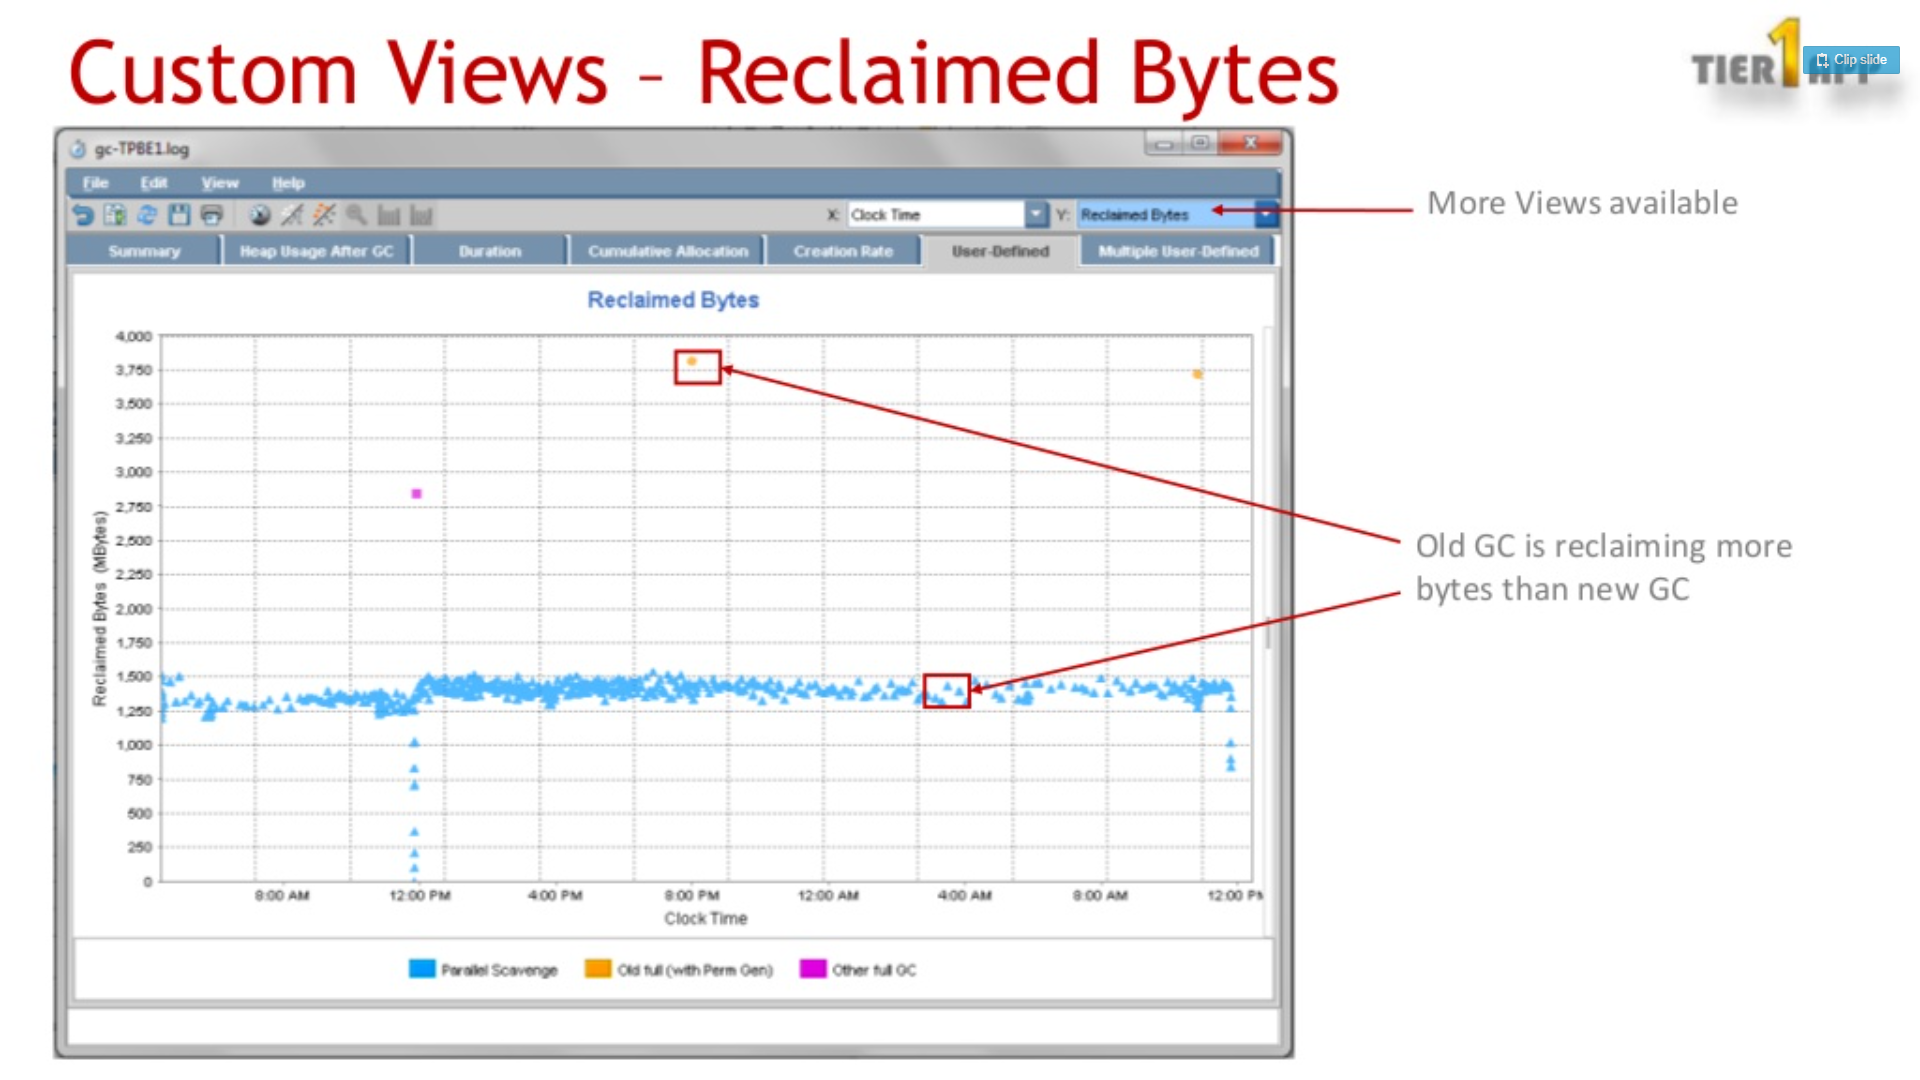 Custom Views - Reclaimed Bytes
TIER 1 APP
Clip slide
gc-TPBE1.log
File Edit View Help
X: Clock Time Y: Reclaimed Bytes
More Views available
Summary Heap Usage After GC Duration Cumulative Allocation Creation Rate User-Defined Multiple User-Defined
Reclaimed Bytes
4,000
3,750
3,500
3,250
3,000
2,750
2,500
2,250
2,000
1,750
1,500
1,250
1,000
750
500
250
0
Reclaimed Bytes (MBytes)
Old GC is reclaiming more
bytes than new GC
8:00 AM 12:00 PM 4:00 PM 8:00 PM 12:00 AM 4:00 AM 8:00 AM 12:00 PM
Clock Time
Parallel Scavenge Old full (with Perm Gen) Other full GC